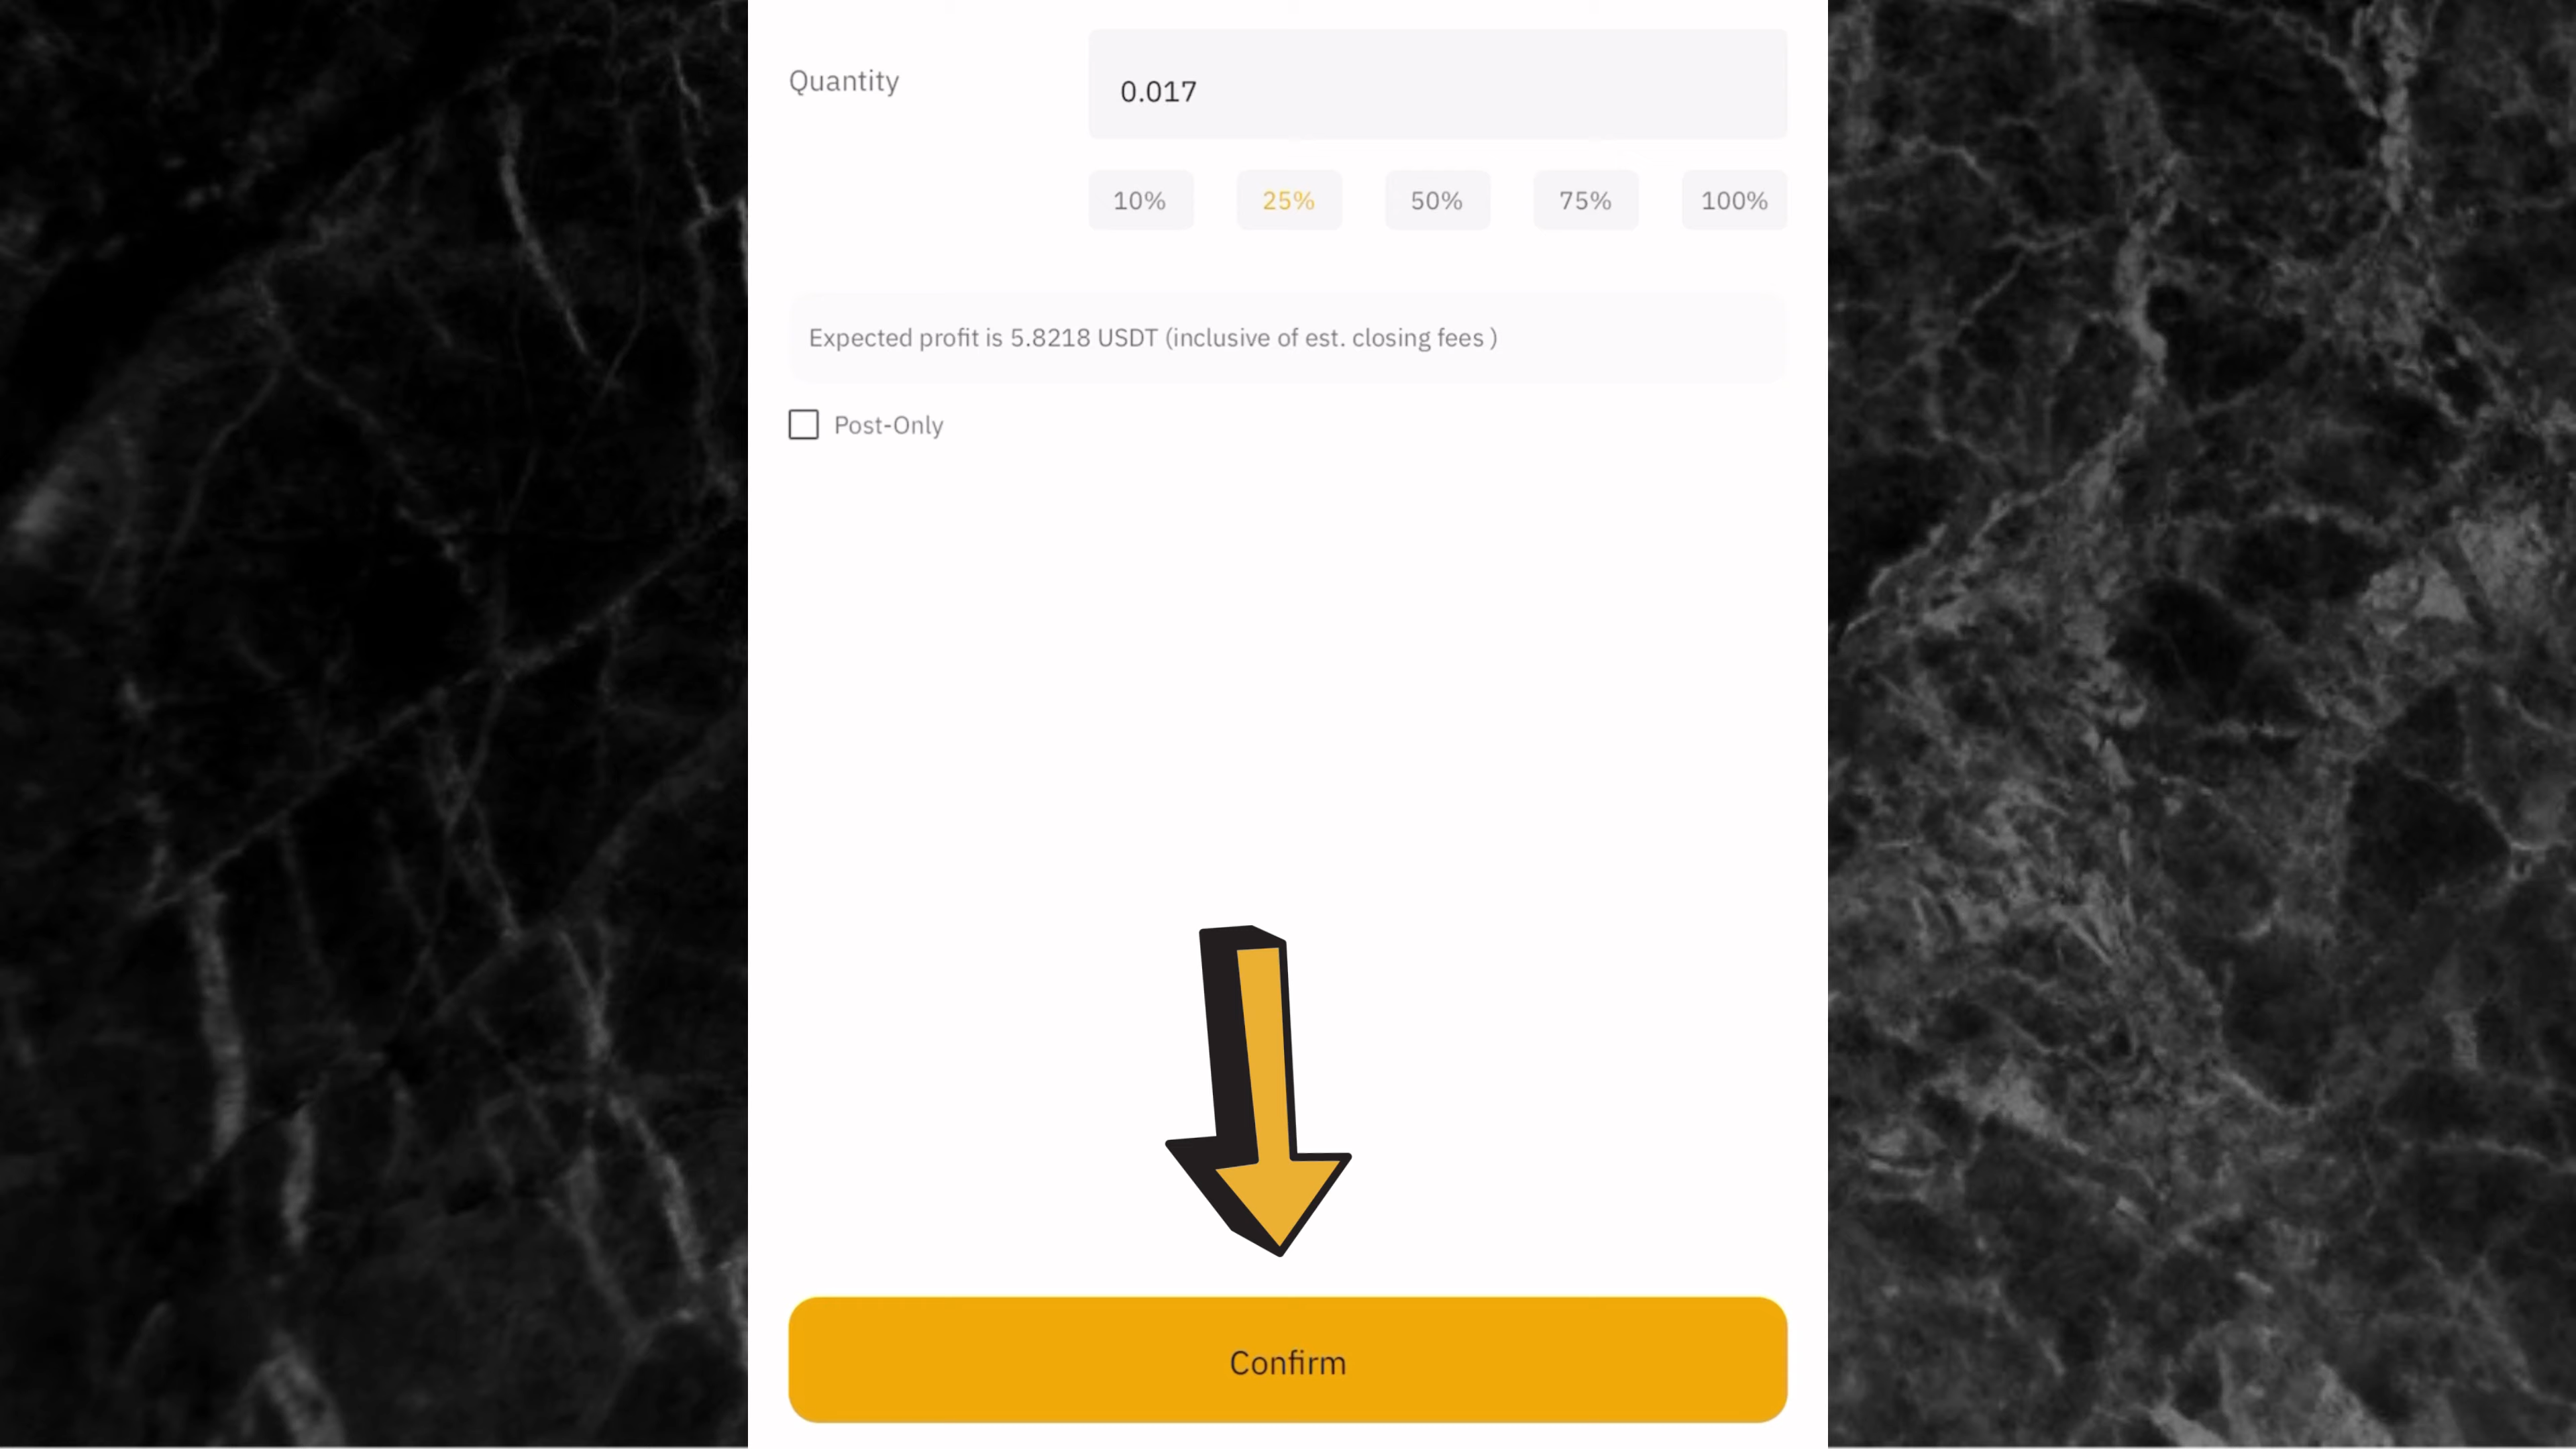 Quantity
0.017
10% 25% 50% 75% 100%
Expected profit is 5.8218 USDT (inclusive of est. closing fees )
Post-Only
Confirm